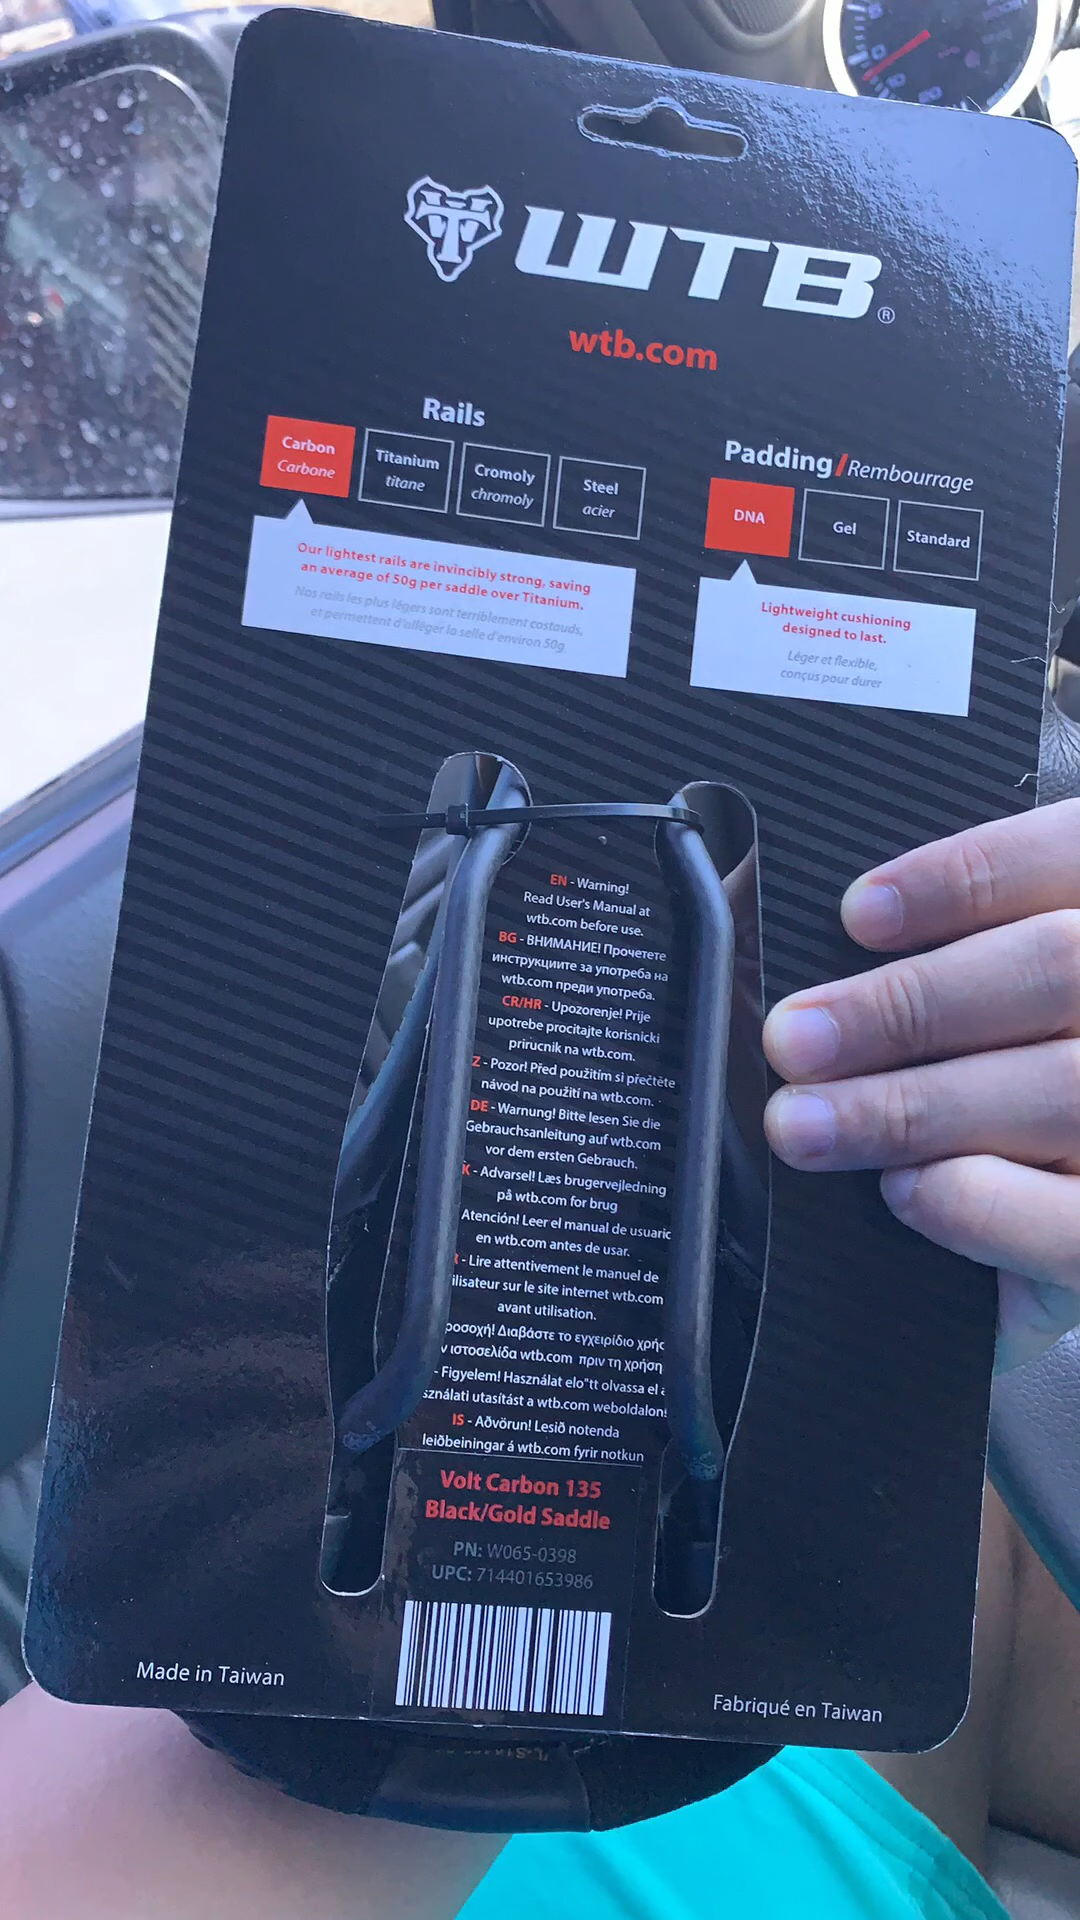 WTB®
wtb.com
Rails
Carbon
Carbone
Titanium
titane
Cromoly
chromoly
Steel
acier
Our lightest rails are invincibly strong, saving
an average of 50g per saddle over Titanium.
Nos rails les plus légers sont terriblement costauds,
et permettent d'alléger la selle d'environ 50g.
Padding/Rembourrage
DNA
Gel
Standard
Lightweight cushioning
designed to last.
Léger et flexible,
conçus pour durer
EN - Warning!
Read User's Manual at
wtb.com before use.
BG - ВНИМАНИЕ! Прочетете
инструкциите за употреба на
wtb.com преди употреба.
CR/HR - Upozorenje! Prije
upotrebe procitajte korisnicki
prirucnik na wtb.com.
Z - Pozor! Před použitím si přečtěte
návod na použití na wtb.com.
DE - Warnung! Bitte lesen Sie die
Gebrauchsanleitung auf wtb.com
vor dem ersten Gebrauch.
K - Advarsel! Læs brugervejledning
på wtb.com for brug
Atención! Leer el manual de usuario
en wtb.com antes de usar.
- Lire attentivement le manuel de
ilisateur sur le site internet wtb.com
avant utilisation.
ροσοχή! Διαβάστε το εγχειρίδιο χρής
ν ιστοσελίδα wtb.com πριν τη χρήση
- Figyelem! Használat elo"tt olvassa el a
sználati utasítást a wtb.com weboldalon!
IS - Aðvörun! Lesið notenda
leiðbeiningar á wtb.com fyrir notkun
Volt Carbon 135
Black/Gold Saddle
PN: W065-0398
UPC: 714401653986
Made in Taiwan
Fabriqué en Taiwan